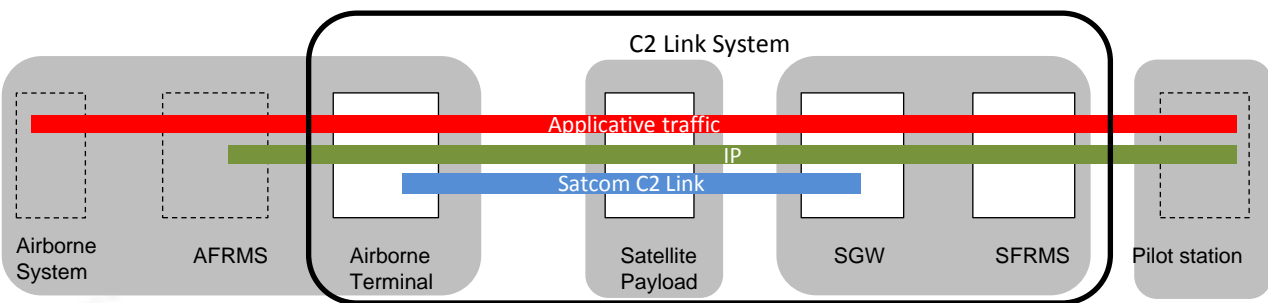 C2 Link System
Applicative traffic
IP
Satcom C2 Link
Airborne
System
AFRMS
Airborne
Terminal
Satellite
Payload
SGW
SFRMS
Pilot station